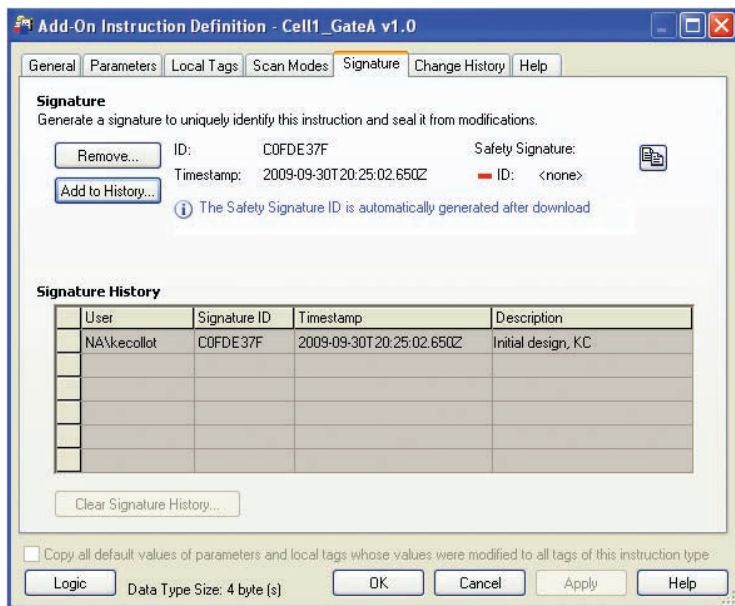 Add-On Instruction Definition - Cell1_GateA v1.0
General Parameters Local Tags Scan Modes Signature Change History Help
Signature
Generate a signature to uniquely identify this instruction and seal it from modifications.
Remove... ID: C0FDE37F Safety Signature:
Timestamp: 2009-09-30T20:25:02.650Z ID: <none>
Add to History...
The Safety Signature ID is automatically generated after download
Signature History
User Signature ID Timestamp Description
NA\kecollot C0FDE37F 2009-09-30T20:25:02.650Z Initial design, KC
Clear Signature History...
Copy all default values of parameters and local tags whose values were modified to all tags of this instruction type
Logic Data Type Size: 4 byte (s) OK Cancel Apply Help